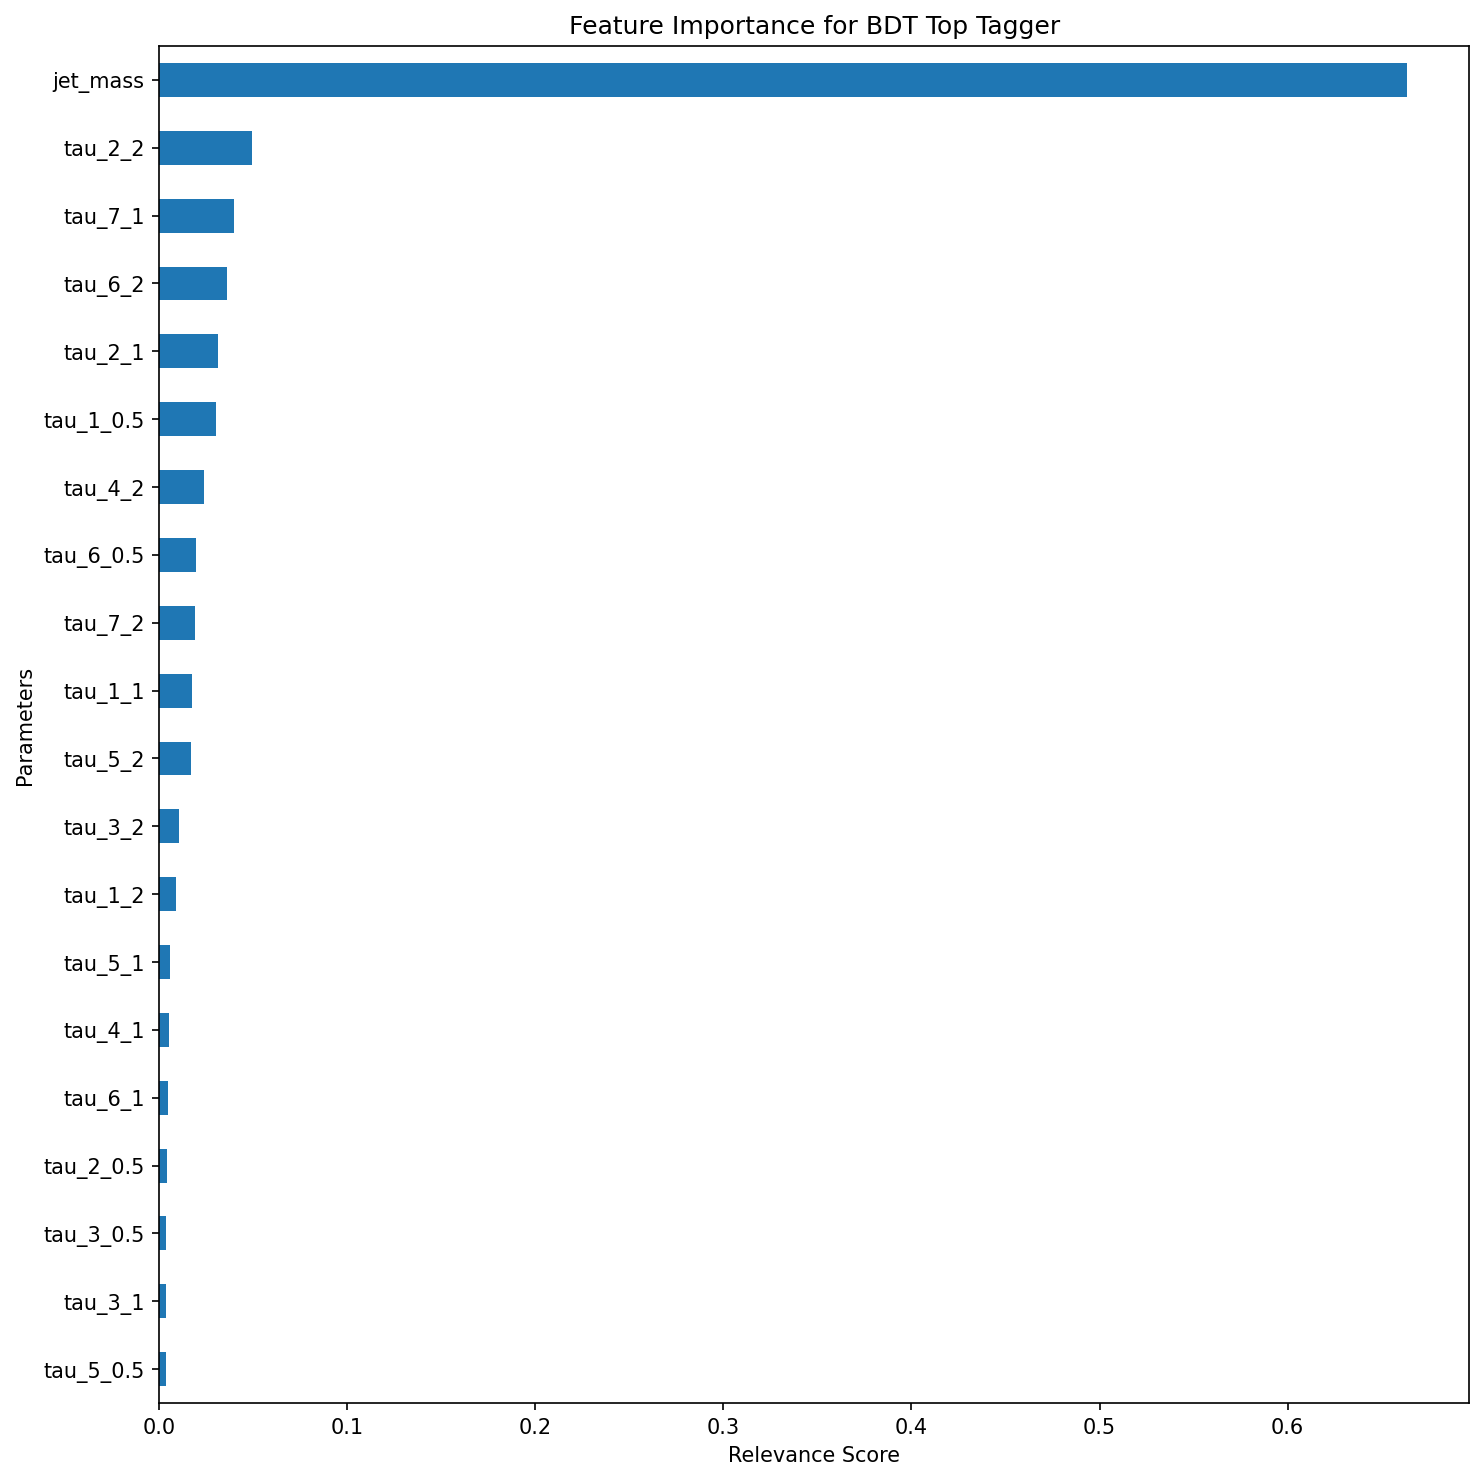 Feature Importance for BDT Top Tagger
jet_mass
tau_2_2
tau_7_1
tau_6_2
tau_2_1
tau_1_0.5
tau_4_2
tau_6_0.5
tau_7_2
tau_1_1
tau_5_2
tau_3_2
tau_1_2
tau_5_1
tau_4_1
tau_6_1
tau_2_0.5
tau_3_0.5
tau_3_1
tau_5_0.5
Parameters
0.0 0.1 0.2 0.3 0.4 0.5 0.6
Relevance Score